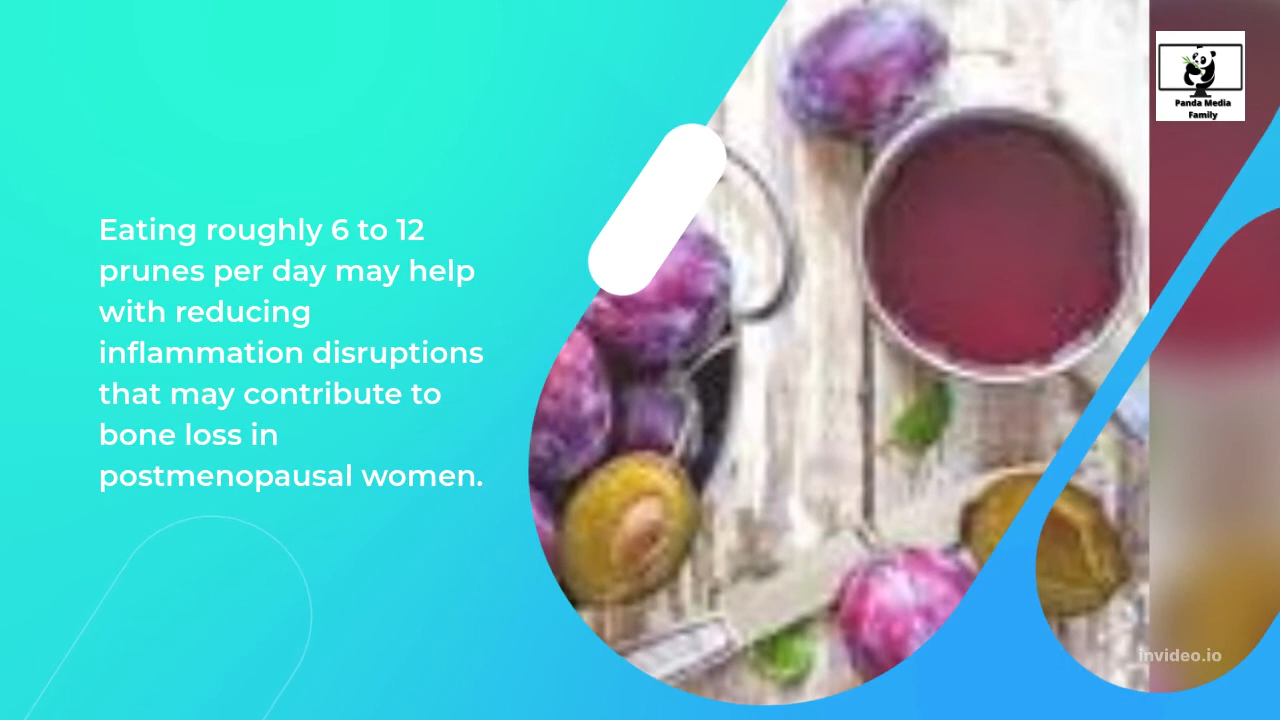 Panda Media
Family
Eating roughly 6 to 12
prunes per day may help
with reducing
inflammation disruptions
that may contribute to
bone loss in
postmenopausal women.
invideo.io